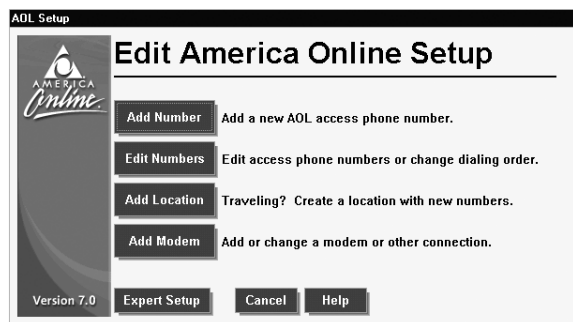 AOL Setup
AMERICA
Online.
Edit America Online Setup
Add Number Add a new AOL access phone number.
Edit Numbers Edit access phone numbers or change dialing order.
Add Location Traveling? Create a location with new numbers.
Add Modem Add or change a modem or other connection.
Version 7.0 Expert Setup Cancel Help